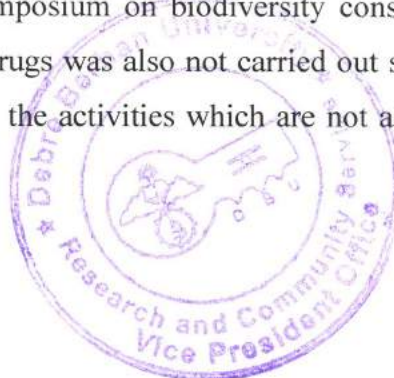 mposium on biodiversity cons
rugs was also not carried out s
the activities which are not a
Debre Berhan University
Research and Community Service
Vice President Office